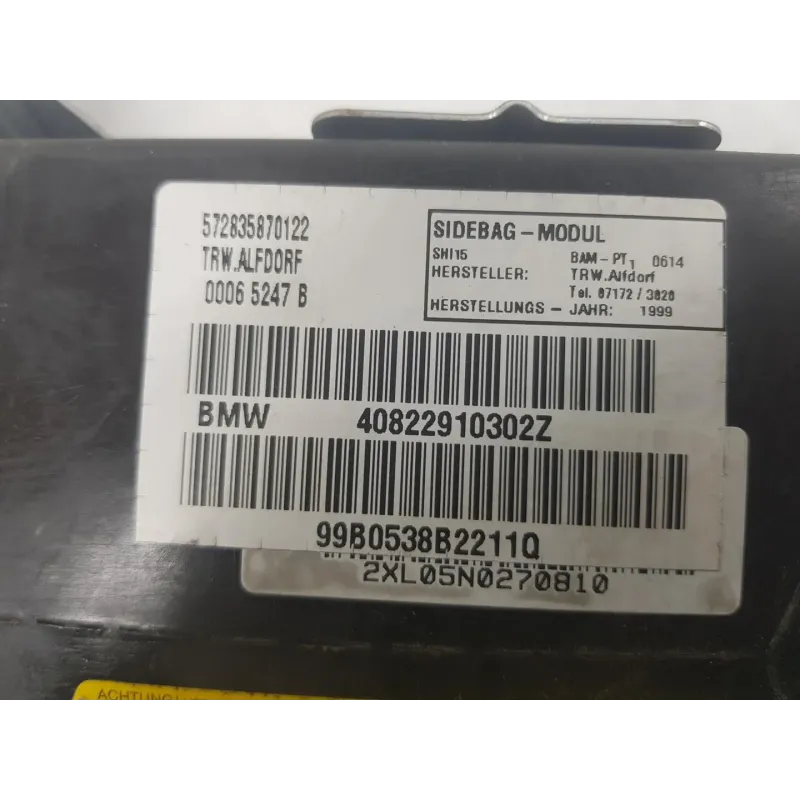 572835870122
TRW.ALFDORF
0006 5247 B
SIDEBAG-MODUL
SHI15 BAM-PT1 0614
HERSTELLER: TRW.Alfdorf
Tel. 07172 / 3020
HERSTELLUNGS - JAHR: 1999
BMW 40822910302Z
99B0538B2211Q
2XL05N0270810
ACHTUNG